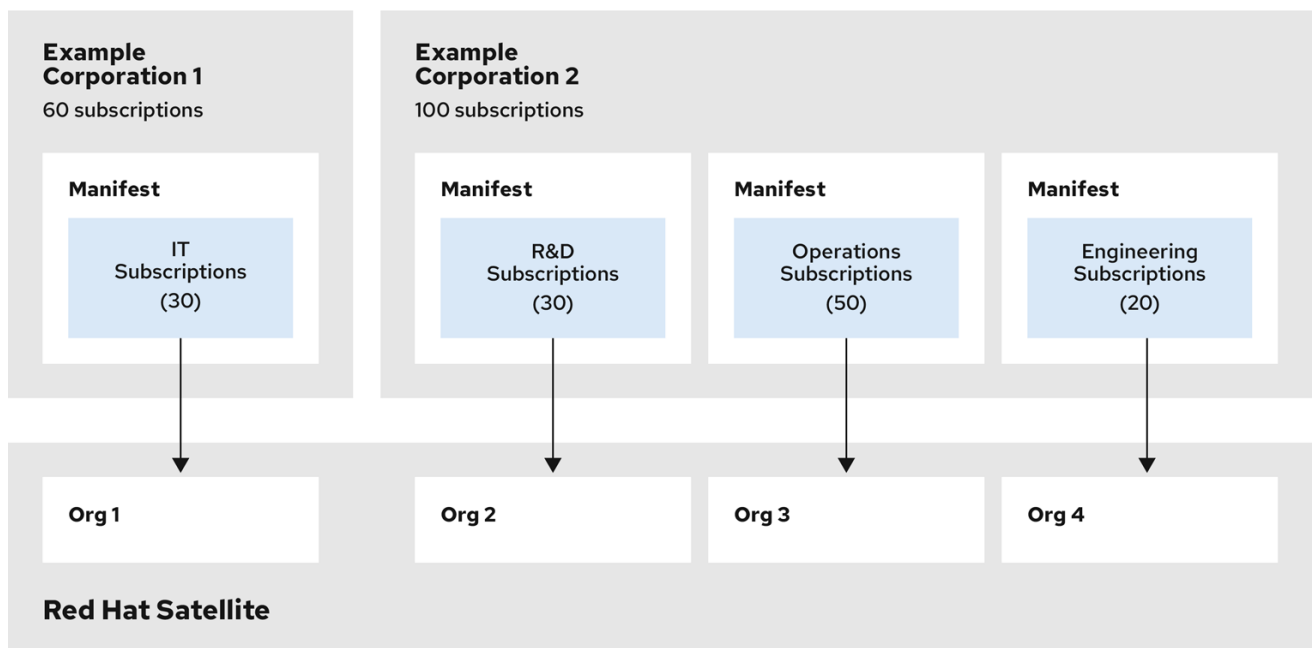 Example
Corporation 1
60 subscriptions
Manifest
IT
Subscriptions
(30)
Example
Corporation 2
100 subscriptions
Manifest
R&D
Subscriptions
(30)
Manifest
Operations
Subscriptions
(50)
Manifest
Engineering
Subscriptions
(20)
Org 1
Org 2
Org 3
Org 4
Red Hat Satellite